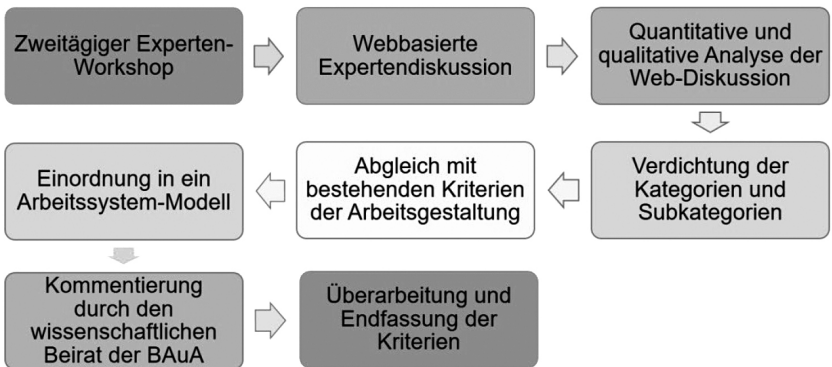 Zweitägiger Experten-
Workshop
Webbasierte
Expertendiskussion
Quantitative und
qualitative Analyse der
Web-Diskussion
Verdichtung der
Kategorien und
Subkategorien
Abgleich mit
bestehenden Kriterien
der Arbeitsgestaltung
Einordnung in ein
Arbeitssystem-Modell
Kommentierung
durch den
wissenschaftlichen
Beirat der BAuA
Überarbeitung und
Endfassung der
Kriterien